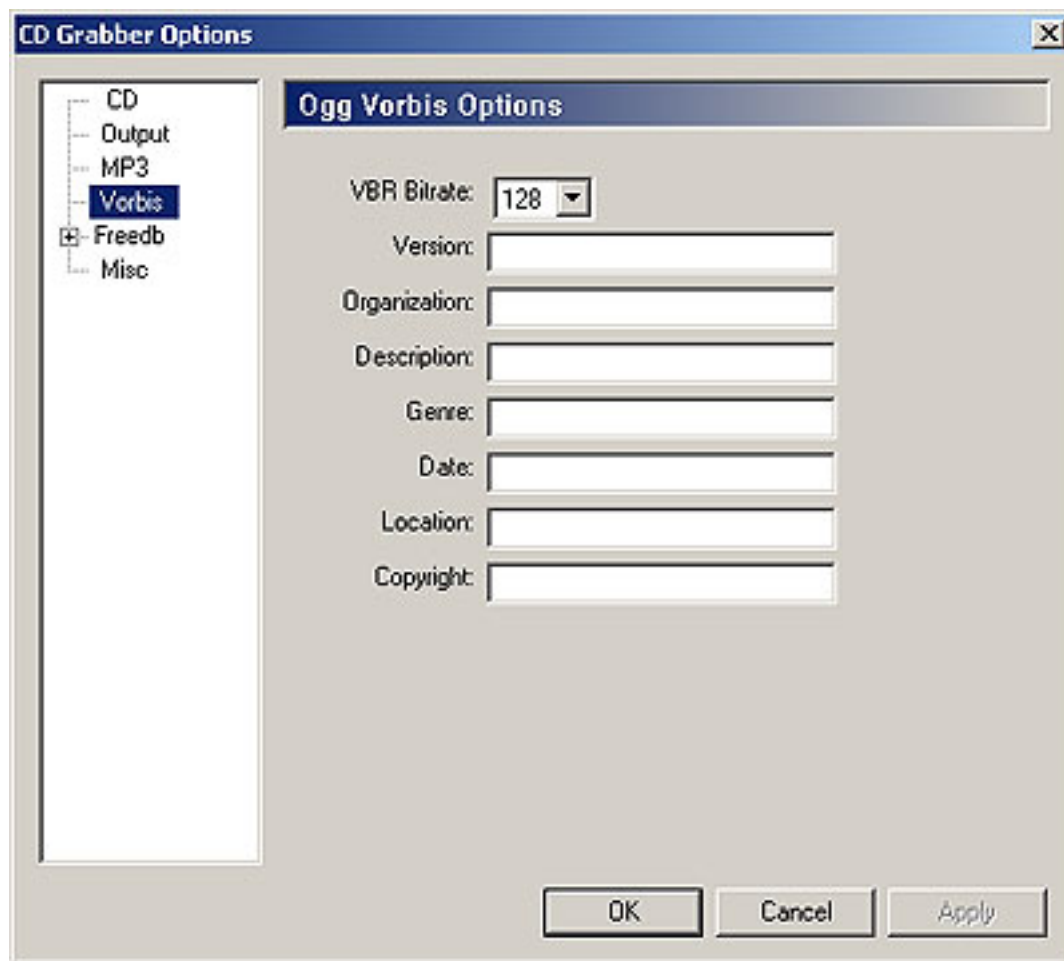 CD Grabber Options
CD
Output
MP3
Vorbis
Freedb
Misc
Ogg Vorbis Options
VBR Bitrate: 128
Version:
Organization:
Description:
Genre:
Date:
Location:
Copyright:
OK Cancel Apply